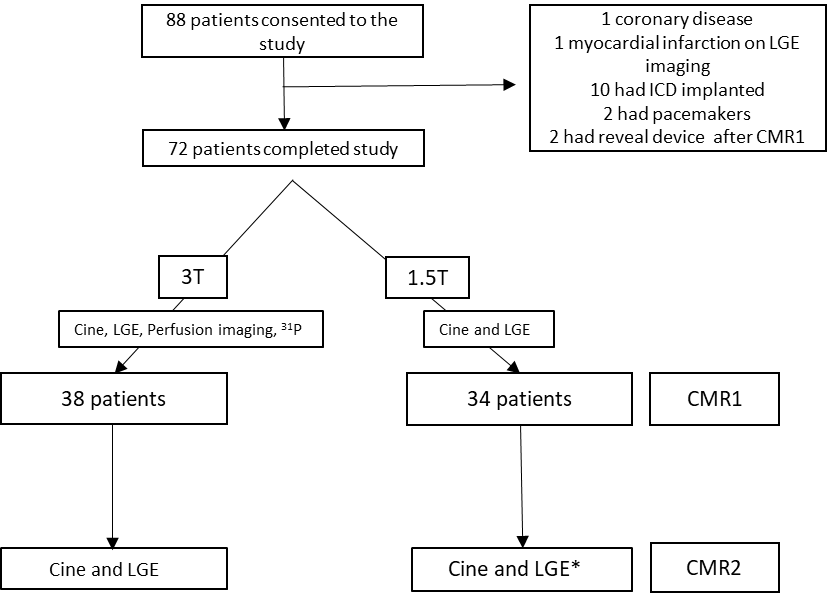 88 patients consented to the
study
1 coronary disease
1 myocardial infarction on LGE
imaging
10 had ICD implanted
2 had pacemakers
2 had reveal device after CMR1
72 patients completed study
3T
1.5T
Cine, LGE, Perfusion imaging, ³¹P
Cine and LGE
38 patients
34 patients
CMR1
Cine and LGE
Cine and LGE*
CMR2